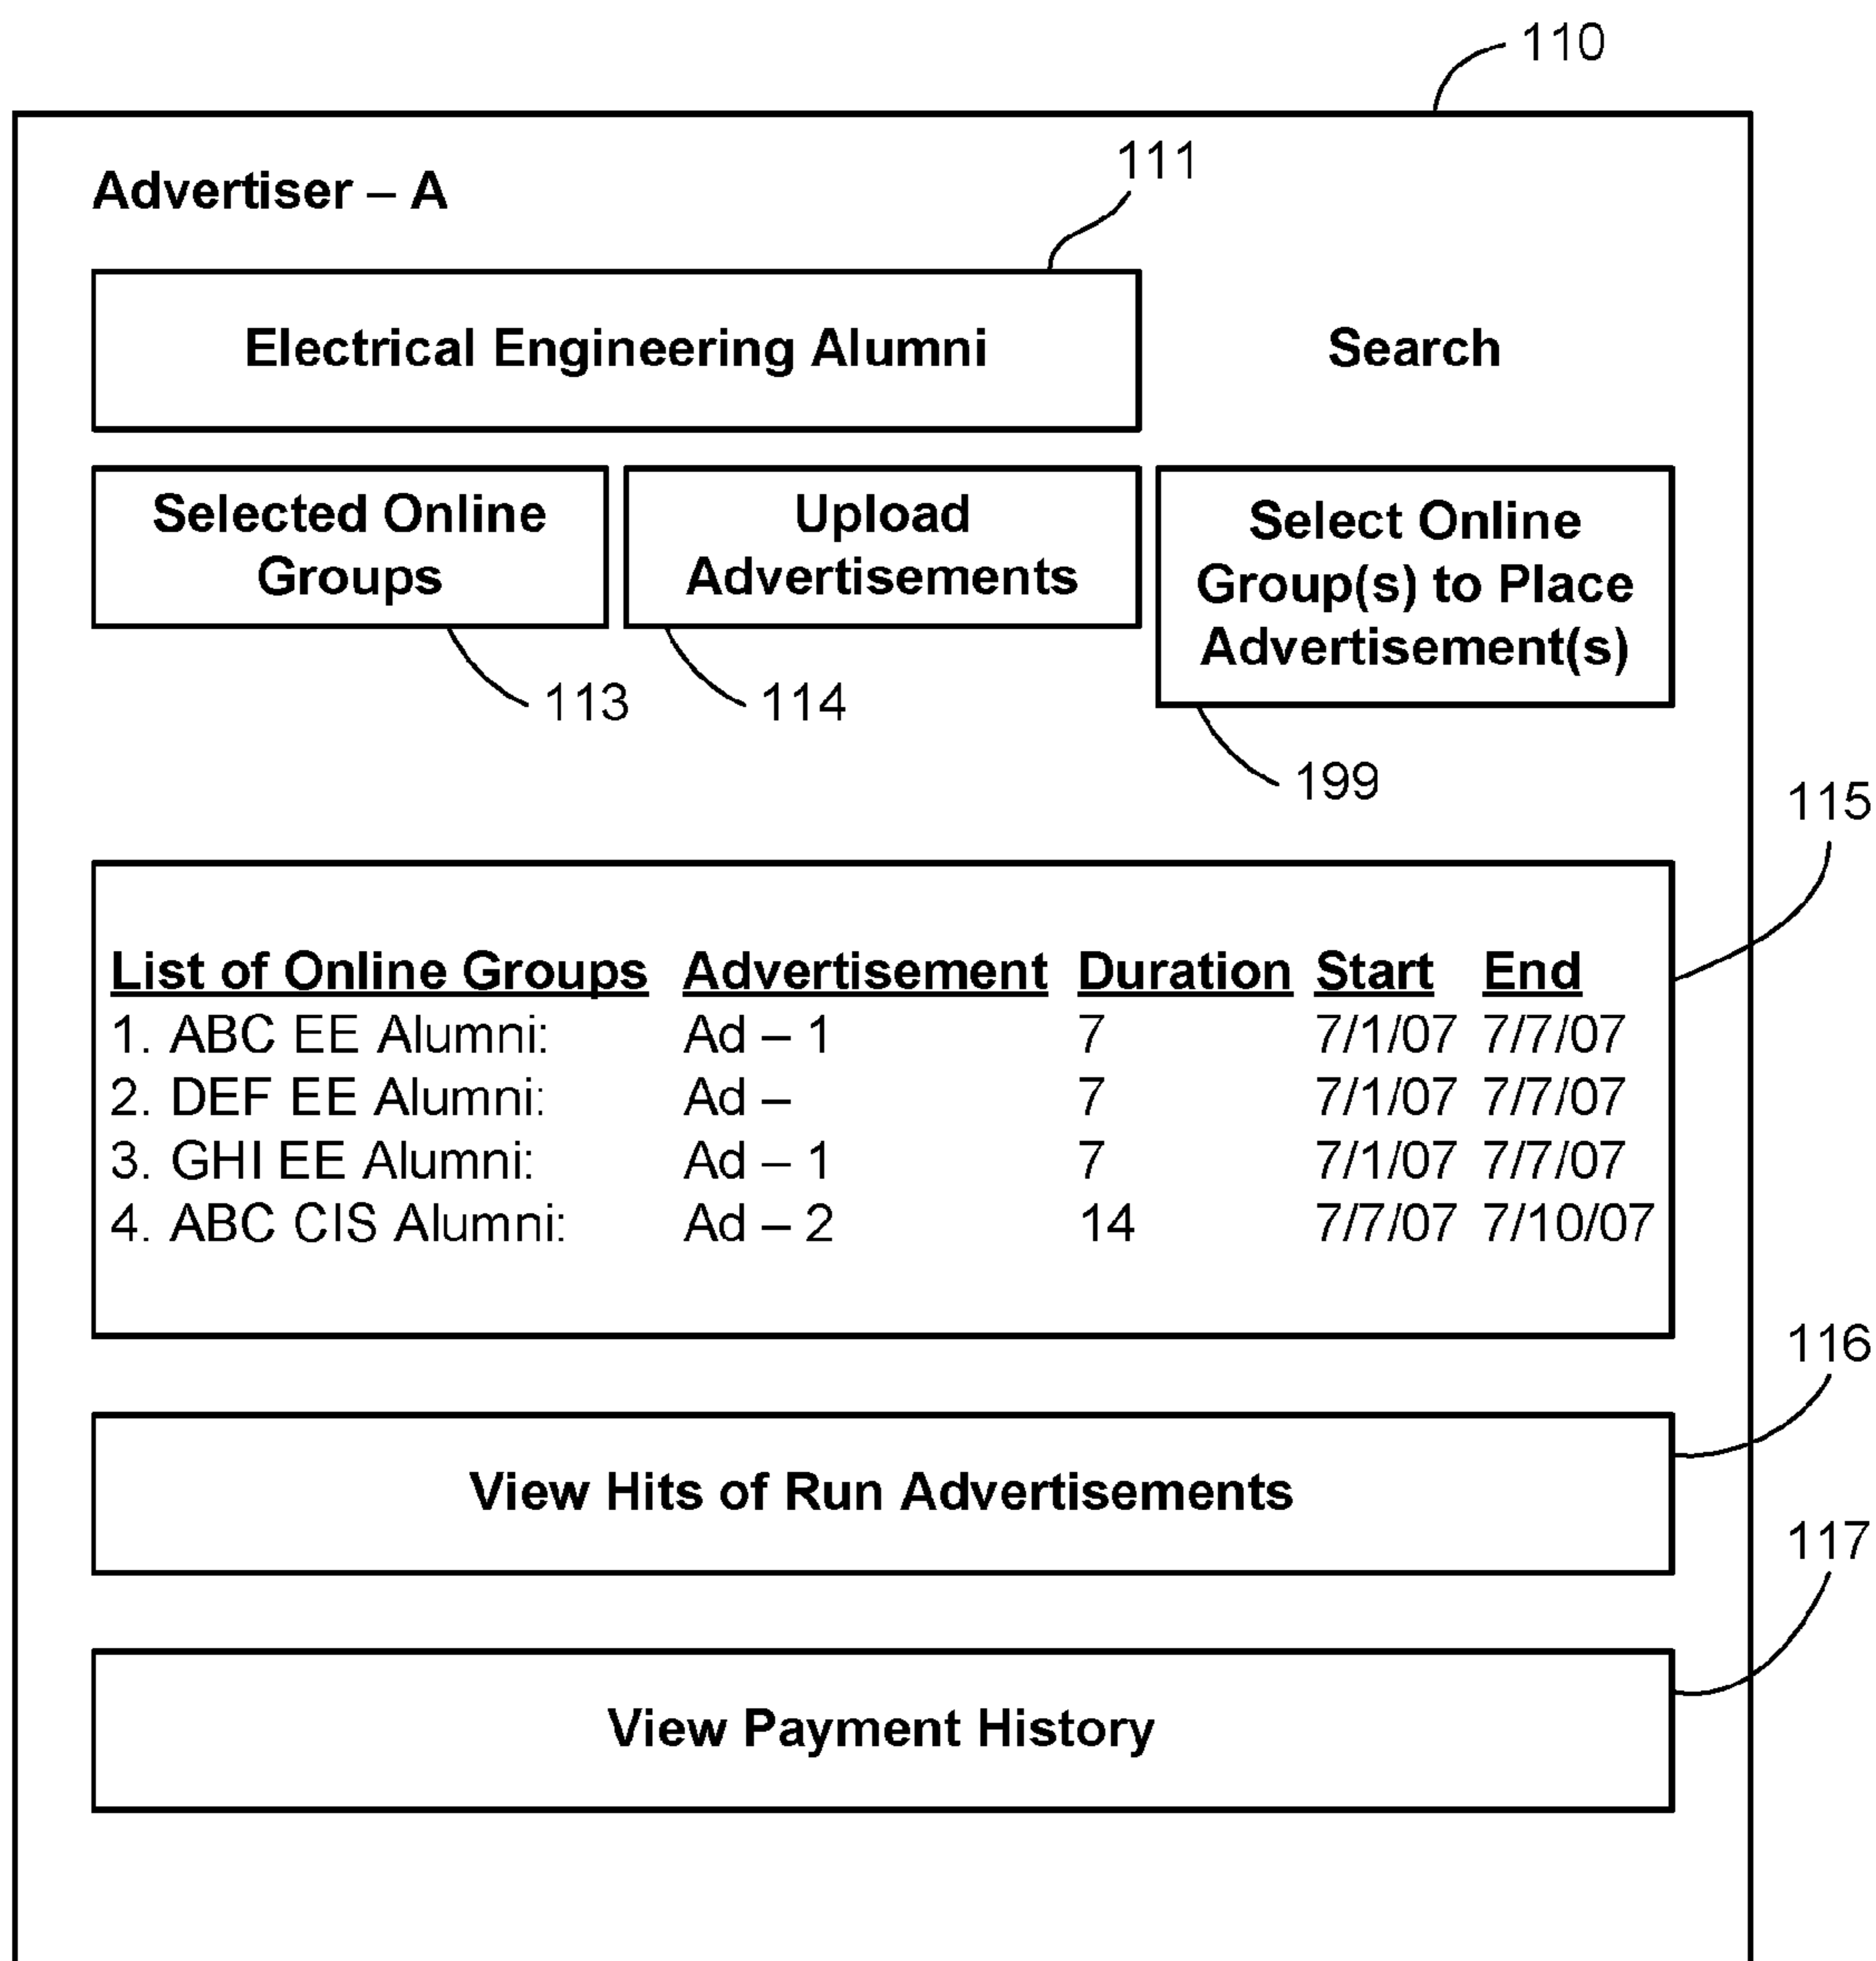 110
111
Advertiser – A
Electrical Engineering Alumni
Search
Selected Online
Groups
Upload
Advertisements
Select Online
Group(s) to Place
Advertisement(s)
113
114
199
115
List of Online Groups Advertisement Duration Start End
1. ABC EE Alumni: Ad – 1 7 7/1/07 7/7/07
2. DEF EE Alumni: Ad – 7 7/1/07 7/7/07
3. GHI EE Alumni: Ad – 1 7 7/1/07 7/7/07
4. ABC CIS Alumni: Ad – 2 14 7/7/07 7/10/07
116
View Hits of Run Advertisements
117
View Payment History